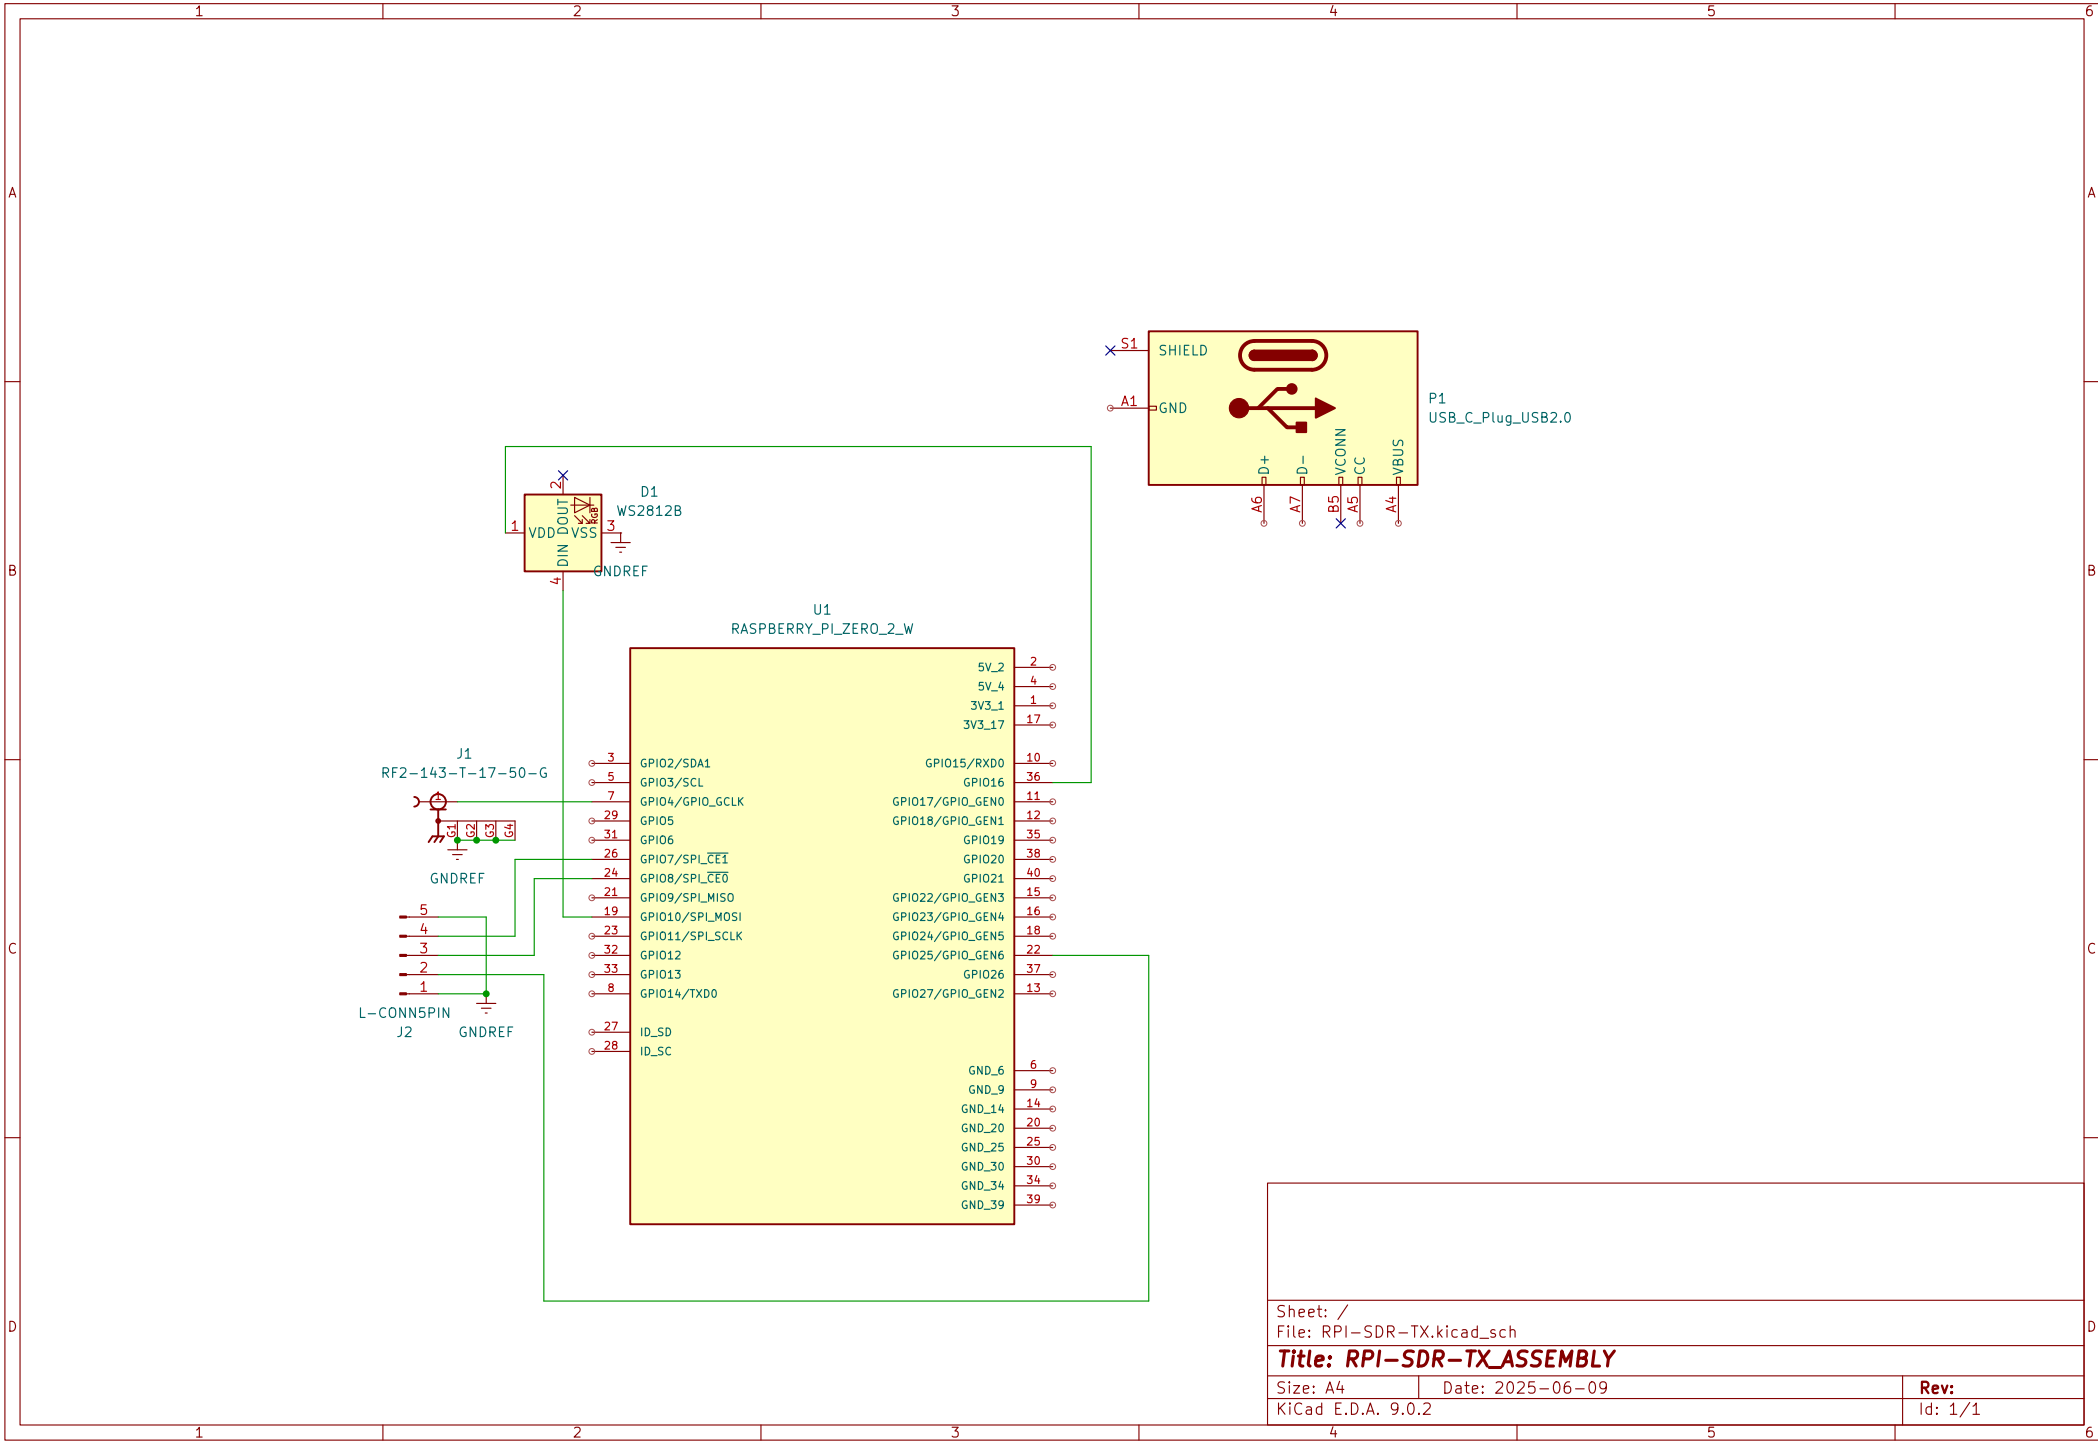 1 2 3 4 5 6
A A
B B
C C
D D
S1 SHIELD
A1 GND
D+ D- VCONN CC VBUS
A6 A7 B5 A5 A4
P1
USB_C_Plug_USB2.0
D1
WS2812B
2 DOUT
RGB
1 VDD VSS 3
DIN
4
GNDREF
U1
RASPBERRY_PI_ZERO_2_W
5V_2 2
5V_4 4
3V3_1 1
3V3_17 17
J1
RF2-143-T-17-50-G
1
G1 G2 G3 G4
GNDREF
3 GPIO2/SDA1 GPIO15/RXD0 10
5 GPIO3/SCL GPIO16 36
7 GPIO4/GPIO_GCLK GPIO17/GPIO_GEN0 11
29 GPIO5 GPIO18/GPIO_GEN1 12
31 GPIO6 GPIO19 35
26 GPIO7/SPI_CE1 GPIO20 38
24 GPIO8/SPI_CE0 GPIO21 40
21 GPIO9/SPI_MISO GPIO22/GPIO_GEN3 15
19 GPIO10/SPI_MOSI GPIO23/GPIO_GEN4 16
23 GPIO11/SPI_SCLK GPIO24/GPIO_GEN5 18
32 GPIO12 GPIO25/GPIO_GEN6 22
33 GPIO13 GPIO26 37
8 GPIO14/TXD0 GPIO27/GPIO_GEN2 13
27 ID_SD
28 ID_SC
5
4
3
2
1
L-CONN5PIN
J2
GNDREF
GND_6 6
GND_9 9
GND_14 14
GND_20 20
GND_25 25
GND_30 30
GND_34 34
GND_39 39
Sheet: /
File: RPI-SDR-TX.kicad_sch
Title: RPI-SDR-TX_ASSEMBLY
Size: A4 Date: 2025-06-09 Rev:
KiCad E.D.A. 9.0.2 Id: 1/1
1 2 3 4 5 6